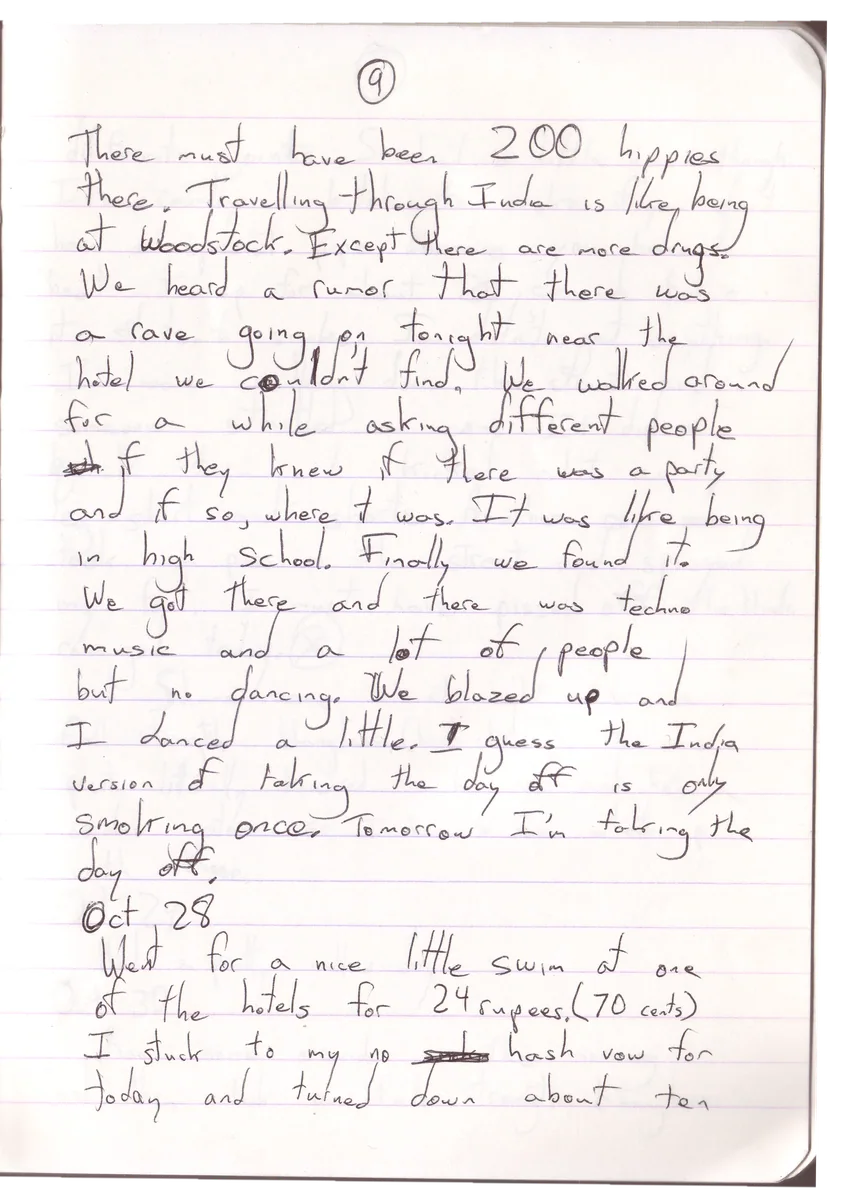 9
There must have been 200 hippies
there. Travelling through India is like being
at Woodstock. Except there are more drugs.
We heard a rumor that there was
a rave going on tonight near the
hotel we couldn't find. We walked around
for a while asking different people
if they knew if there was a party
and if so, where it was. It was like being
in high school. Finally we found it.
We got there and there was techno
music and a lot of people
but no dancing. We blazed up and
I danced a little. I guess the India
version of taking the day off is only
smoking once. Tomorrow I'm taking the
day off.
Oct 28
Went for a nice little swim at one
of the hotels for 24 rupees. (70 cents)
I stuck to my no hash vow for
today and turned down about ten